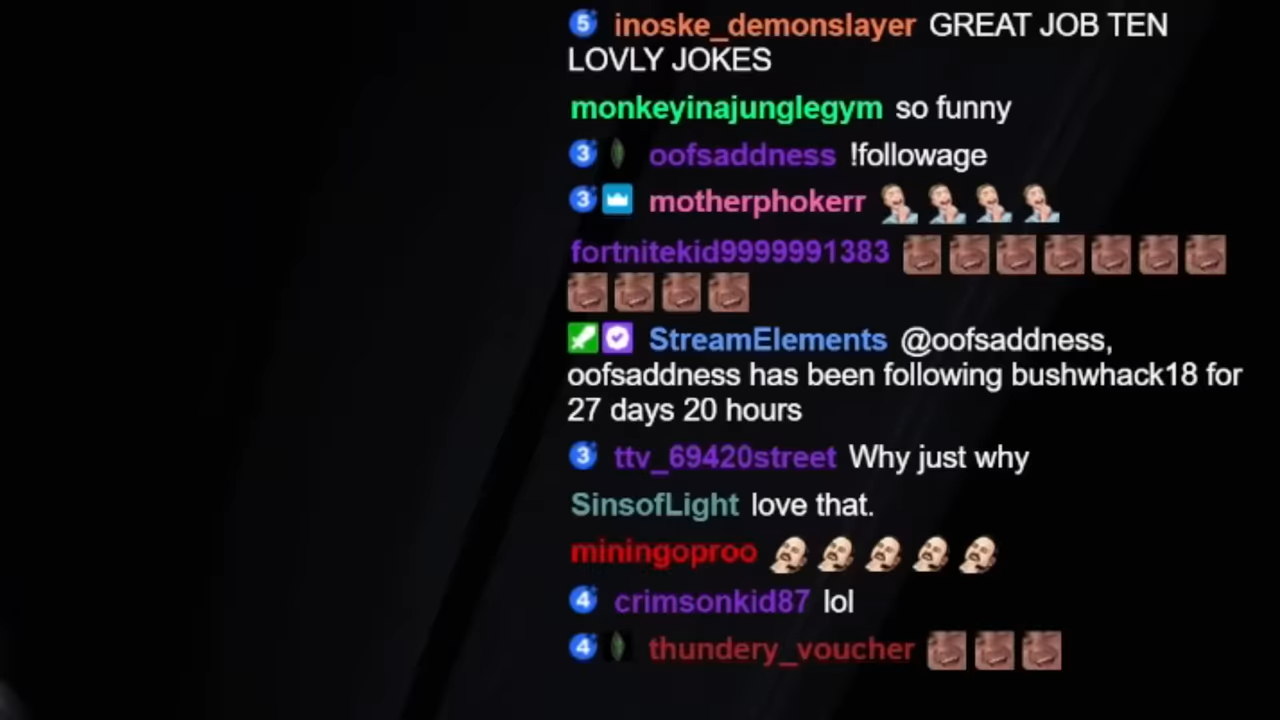 5 inoske_demonslayer GREAT JOB TEN
LOVLY JOKES
monkeyinajunglegym so funny
3 oofsaddness !followage
3 motherphokerr
fortnitekid9999991383
StreamElements @oofsaddness,
oofsaddness has been following bushwhack18 for
27 days 20 hours
3 ttv_69420street Why just why
SinsofLight love that.
miningoproo
4 crimsonkid87 lol
4 thundery_voucher